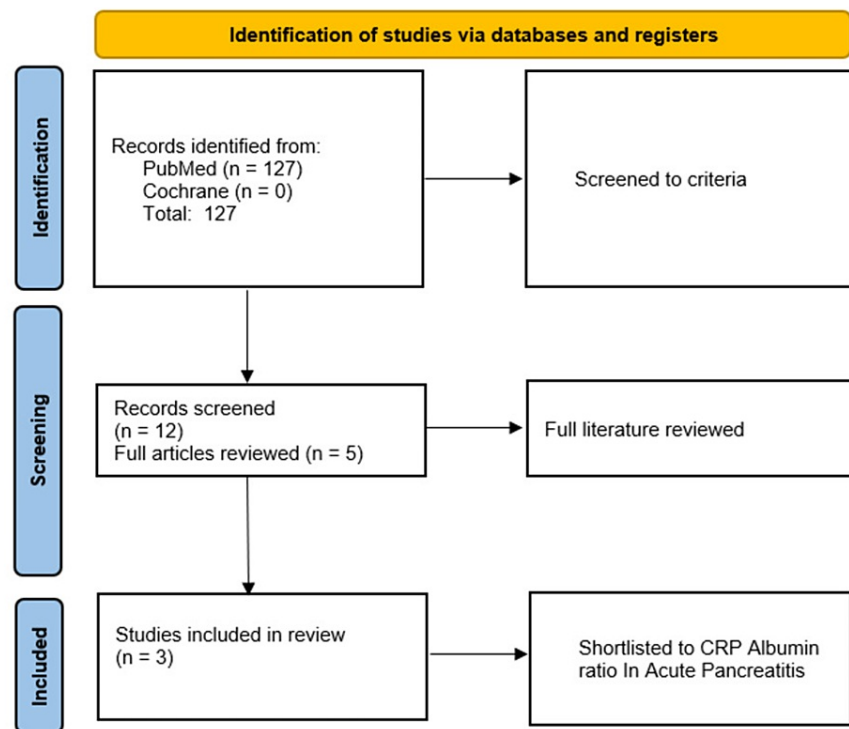 Identification of studies via databases and registers
Identification
Records identified from:
PubMed (n = 127)
Cochrane (n = 0)
Total: 127
Screened to criteria
Screening
Records screened
(n = 12)
Full articles reviewed (n = 5)
Full literature reviewed
Included
Studies included in review
(n = 3)
Shortlisted to CRP Albumin
ratio In Acute Pancreatitis